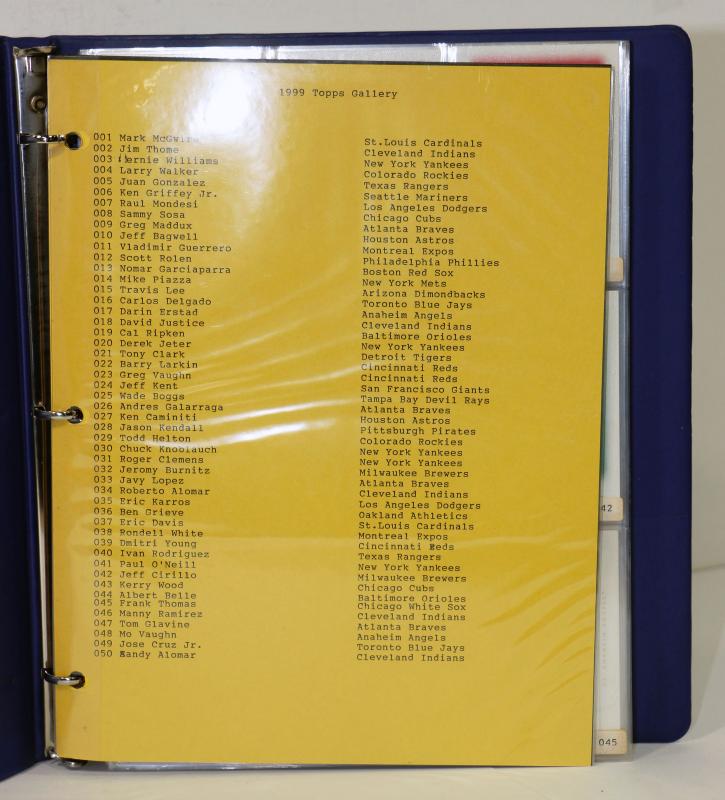 1999 Topps Gallery
001 Mark McGwire St.Louis Cardinals
002 Jim Thome Cleveland Indians
003 Bernie Williams New York Yankees
004 Larry Walker Colorado Rockies
005 Juan Gonzalez Texas Rangers
006 Ken Griffey Jr. Seattle Mariners
007 Raul Mondesi Los Angeles Dodgers
008 Sammy Sosa Chicago Cubs
009 Greg Maddux Atlanta Braves
010 Jeff Bagwell Houston Astros
011 Vladimir Guerrero Montreal Expos
012 Scott Rolen Philadelphia Phillies
013 Nomar Garciaparra Boston Red Sox
014 Mike Piazza New York Mets
015 Travis Lee Arizona Dimondbacks
016 Carlos Delgado Toronto Blue Jays
017 Darin Erstad Anaheim Angels
018 David Justice Cleveland Indians
019 Cal Ripken Baltimore Orioles
020 Derek Jeter New York Yankees
021 Tony Clark Detroit Tigers
022 Barry Larkin Cincinnati Reds
023 Greg Vaughn Cincinnati Reds
024 Jeff Kent San Francisco Giants
025 Wade Boggs Tampa Bay Devil Rays
026 Andres Galarraga Atlanta Braves
027 Ken Caminiti Houston Astros
028 Jason Kendall Pittsburgh Pirates
029 Todd Helton Colorado Rockies
030 Chuck Knoblauch New York Yankees
031 Roger Clemens New York Yankees
032 Jeromy Burnitz Milwaukee Brewers
033 Javy Lopez Atlanta Braves
034 Roberto Alomar Cleveland Indians
035 Eric Karros Los Angeles Dodgers
036 Ben Grieve Oakland Athletics
037 Eric Davis St.Louis Cardinals
038 Rondell White Montreal Expos
039 Dmitri Young Cincinnati Reds
040 Ivan Rodriguez Texas Rangers
041 Paul O'Neill New York Yankees
042 Jeff Cirillo Milwaukee Brewers
043 Kerry Wood Chicago Cubs
044 Albert Belle Baltimore Orioles
045 Frank Thomas Chicago White Sox
046 Manny Ramirez Cleveland Indians
047 Tom Glavine Atlanta Braves
048 Mo Vaughn Anaheim Angels
049 Jose Cruz Jr. Toronto Blue Jays
050 Sandy Alomar Cleveland Indians
42
045